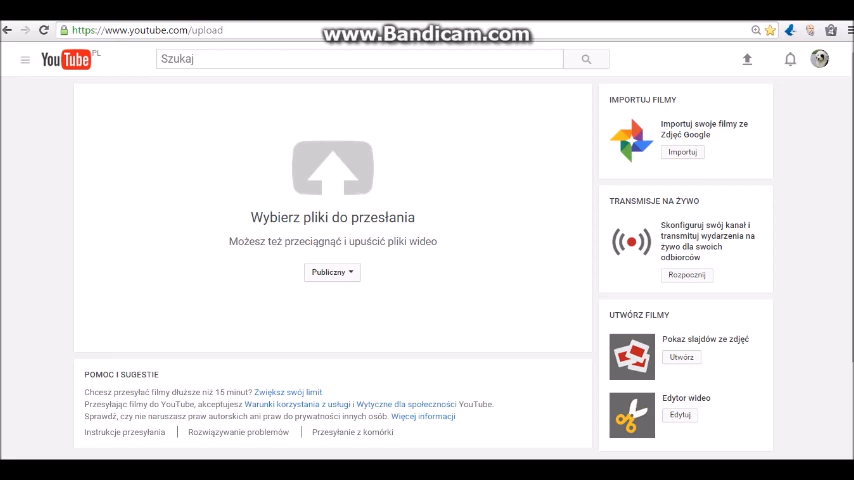 https://www.youtube.com/upload
www.Bandicam.com
YouTube PL
Szukaj
Wybierz pliki do przesłania
Możesz też przeciągnąć i upuścić pliki wideo
Publiczny
IMPORTUJ FILMY
Importuj swoje filmy ze
Zdjęć Google
Importuj
TRANSMISJE NA ŻYWO
Skonfiguruj swój kanał i
transmituj wydarzenia na
żywo dla swoich
odbiorców
Rozpocznij
UTWÓRZ FILMY
Pokaz slajdów ze zdjęć
Utwórz
Edytor wideo
Edytuj
POMOC I SUGESTIE
Chcesz przesyłać filmy dłuższe niż 15 minut? Zwiększ swój limit
Przesyłając filmy do YouTube, akceptujesz Warunki korzystania z usługi i Wytyczne dla społeczności YouTube.
Sprawdź, czy nie naruszasz praw autorskich ani praw do prywatności innych osób. Więcej informacji
Instrukcje przesyłania | Rozwiązywanie problemów | Przesyłanie z komórki